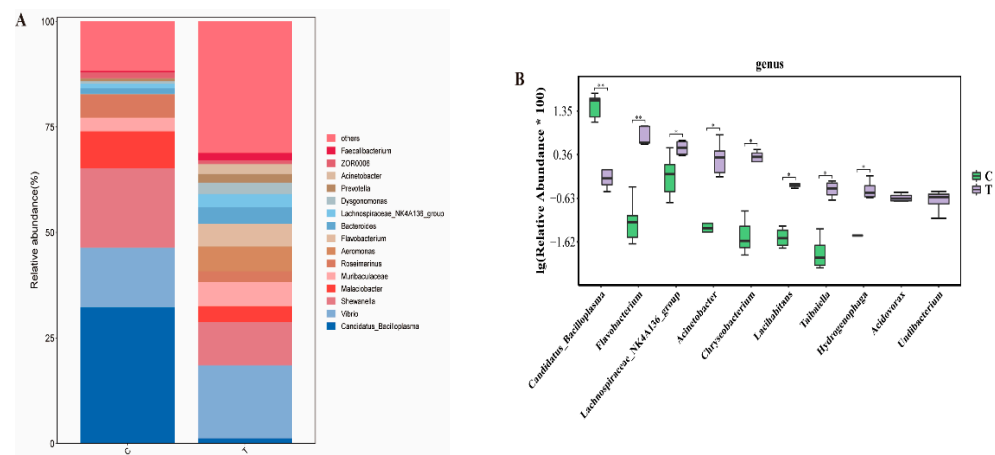 A
100
75
50
25
0
Relative abundance(%)
C
T
others
Faecalibacterium
ZOR0006
Acinetobacter
Prevotella
Dysgonomonas
Lachnospiraceae_NK4A136_group
Bacteroides
Flavobacterium
Aeromonas
Roseimarinus
Muribaculaceae
Malaciobacter
Shewanella
Vibrio
Candidatus_Bacilloplasma
B
genus
lg(Relative Abundance * 100)
1.35
0.36
−0.63
−1.62
**
**
*
*
*
*
*
Candidatus_Bacilloplasma
Flavobacterium
Lachnospiraceae_NK4A136_group
Acinetobacter
Chryseobacterium
Lacihabitans
Taibaiella
Hydrogenophaga
Acidovorax
Undibacterium
C
T